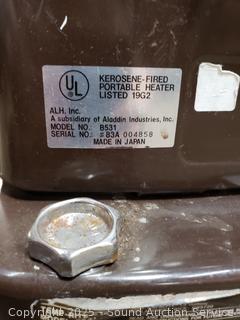 UL
KEROSENE-FIRED
PORTABLE HEATER
LISTED 19G2
ALH, Inc.
A subsidiary of Aladdin Industries, Inc.
MODEL NO.: B531
SERIAL NO.: #83A 004858
MADE IN JAPAN
Copyright 2025 - Sound Auction Service